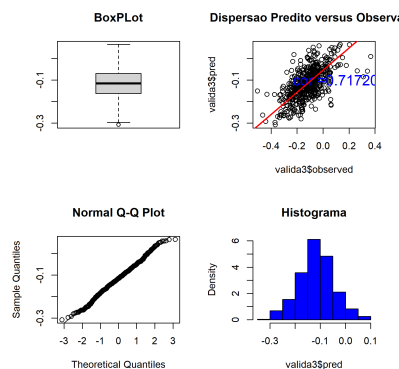 BoxPLot
-0.1
-0.3
Dispersao Predito versus Observa
valida3$pred
-0.1
-0.3
0.71720
-0.4
-0.2
0.0
0.2
0.4
valida3$observed
Normal Q-Q Plot
Sample Quantiles
-0.1
-0.3
-3
-2
-1
0
1
2
3
Theoretical Quantiles
Histograma
Density
6
4
2
0
-0.3
-0.1
0.1
valida3$pred